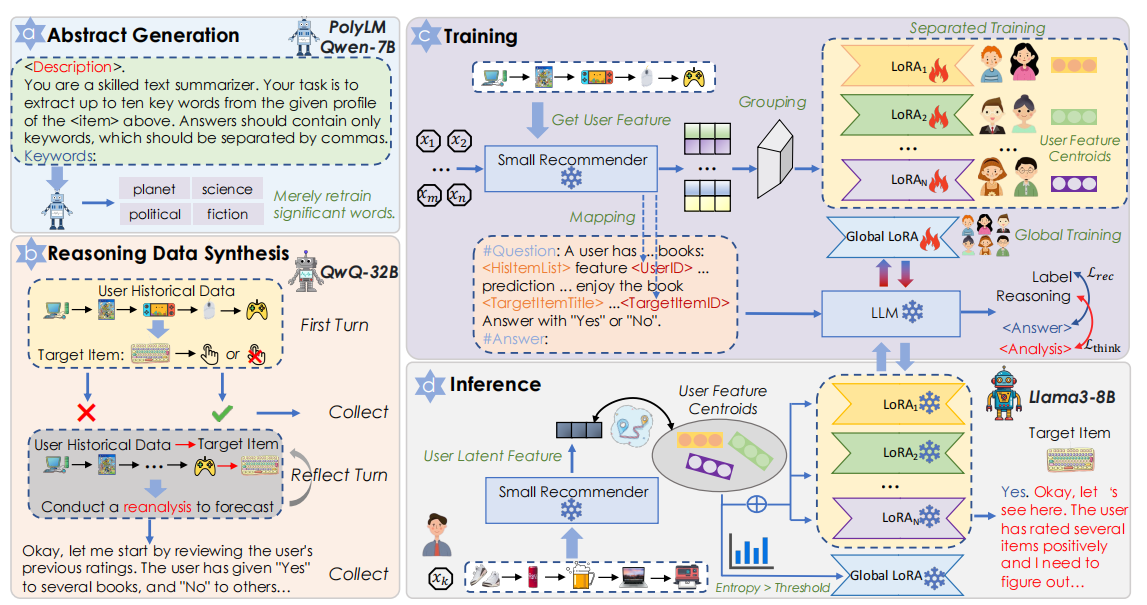 a Abstract Generation
PolyLM
Qwen-7B
<Description>.
You are a skilled text summarizer. Your task is to
extract up to ten key words from the given profile
of the <item> above. Answers should contain only
keywords, which should be separated by commas.
Keywords:
planet
science
political
fiction
Merely retrain
significant words.
b Reasoning Data Synthesis
QwQ-32B
User Historical Data
First Turn
Target Item:
or
Collect
User Historical Data
Target Item
Reflect Turn
Conduct a reanalysis to forecast
Okay, let me start by reviewing the user's
previous ratings. The user has given "Yes"
to several books, and "No" to others...
Collect
c Training
Separated Training
Get User Feature
Grouping
x1
x2
...
xm
xn
Small Recommender
...
...
Mapping
LoRA1
LoRA2
...
...
LoRAN
User Feature
Centroids
#Question: A user has ... books:
<HisItemList> feature <UserID> ...
prediction ... enjoy the book
<TargetItemTitle> ...<TargetItemID>
Answer with "Yes" or "No".
#Answer:
Global LoRA
Global Training
LLM
Label
Reasoning
<Answer>
<Analysis>
ℒrec
ℒthink
d Inference
User Feature
Centroids
User Latent Feature
Small Recommender
xk
Entropy > Threshold
LoRA1
LoRA2
...
LoRAN
Global LoRA
Llama3-8B
Target Item
Yes. Okay, let 's
see here. The user
has rated several
items positively
and I need to
figure out...